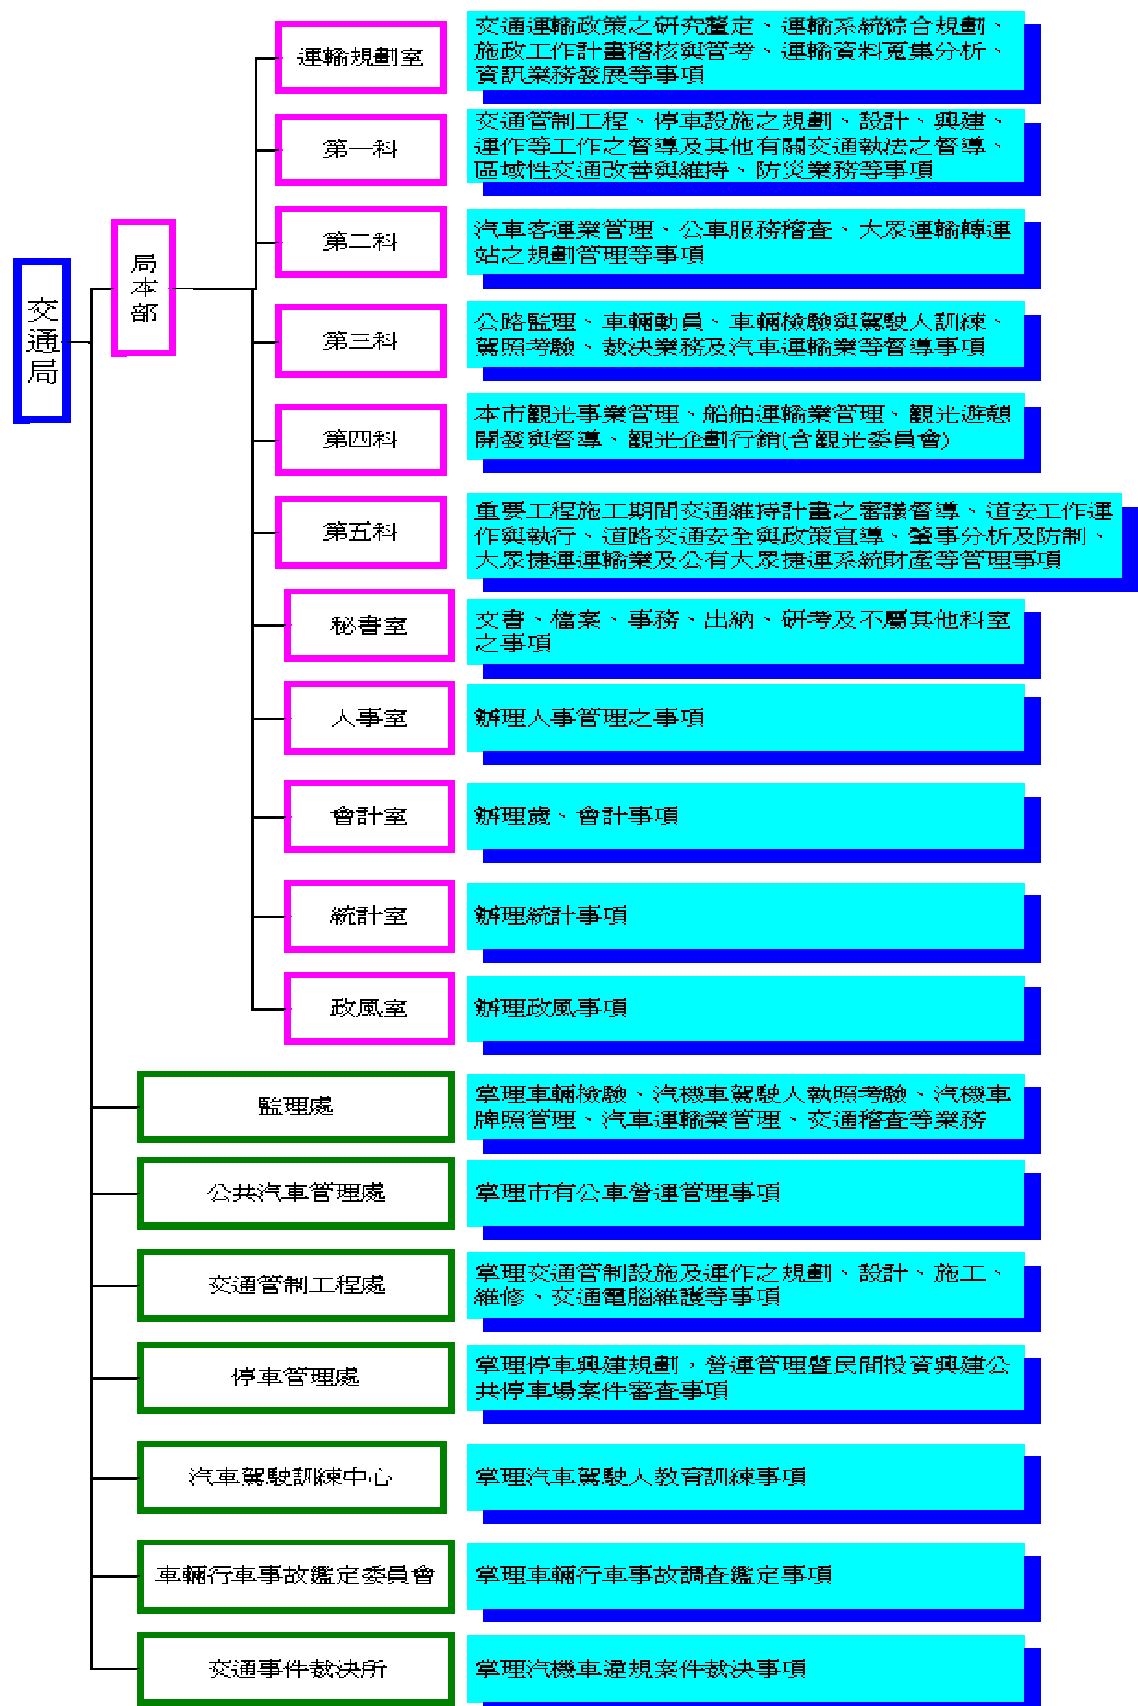 交通局
局本部
運輸規劃室
交通運輸政策之研究釐定、運輸系統綜合規劃、
施政工作計畫稽核與管考、運輸資料蒐集分析、
資訊業務發展等事項
第一科
交通管制工程、停車設施之規劃、設計、興建、
運作等工作之督導及其他有關交通執法之督導、
區域性交通改善與維持、防災業務等事項
第二科
汽車客運業管理、公車服務稽查、大眾運輸轉運
站之規劃管理等事項
第三科
公路監理、車輛動員、車輛檢驗與駕駛人訓練、
駕照考驗、裁決業務及汽車運輸業等督導事項
第四科
本市觀光事業管理、船舶運輸業管理、觀光遊憩
開發與督導、觀光企劃行銷(含觀光委員會)
第五科
重要工程施工期間交通維持計畫之審議督導、道安工作運
作與執行、道路交通安全與政策宣導、肇事分析及防制、
大眾捷運運輸業及公有大眾捷運系統財產等管理事項
秘書室
文書、檔案、事務、出納、研考及不屬其他科室
之事項
人事室
辦理人事管理之事項
會計室
辦理歲、會計事項
統計室
辦理統計事項
政風室
辦理政風事項
監理處
掌理車輛檢驗、汽機車駕駛人執照考驗、汽機車
牌照管理、汽車運輸業管理、交通稽查等業務
公共汽車管理處
掌理市有公車營運管理事項
交通管制工程處
掌理交通管制設施及運作之規劃、設計、施工、
維修、交通電腦維護等事項
停車管理處
掌理停車興建規劃，營運管理暨民間投資興建公
共停車場案件審查事項
汽車駕駛訓練中心
掌理汽車駕駛人教育訓練事項
車輛行車事故鑑定委員會
掌理車輛行車事故調查鑑定事項
交通事件裁決所
掌理汽機車違規案件裁決事項